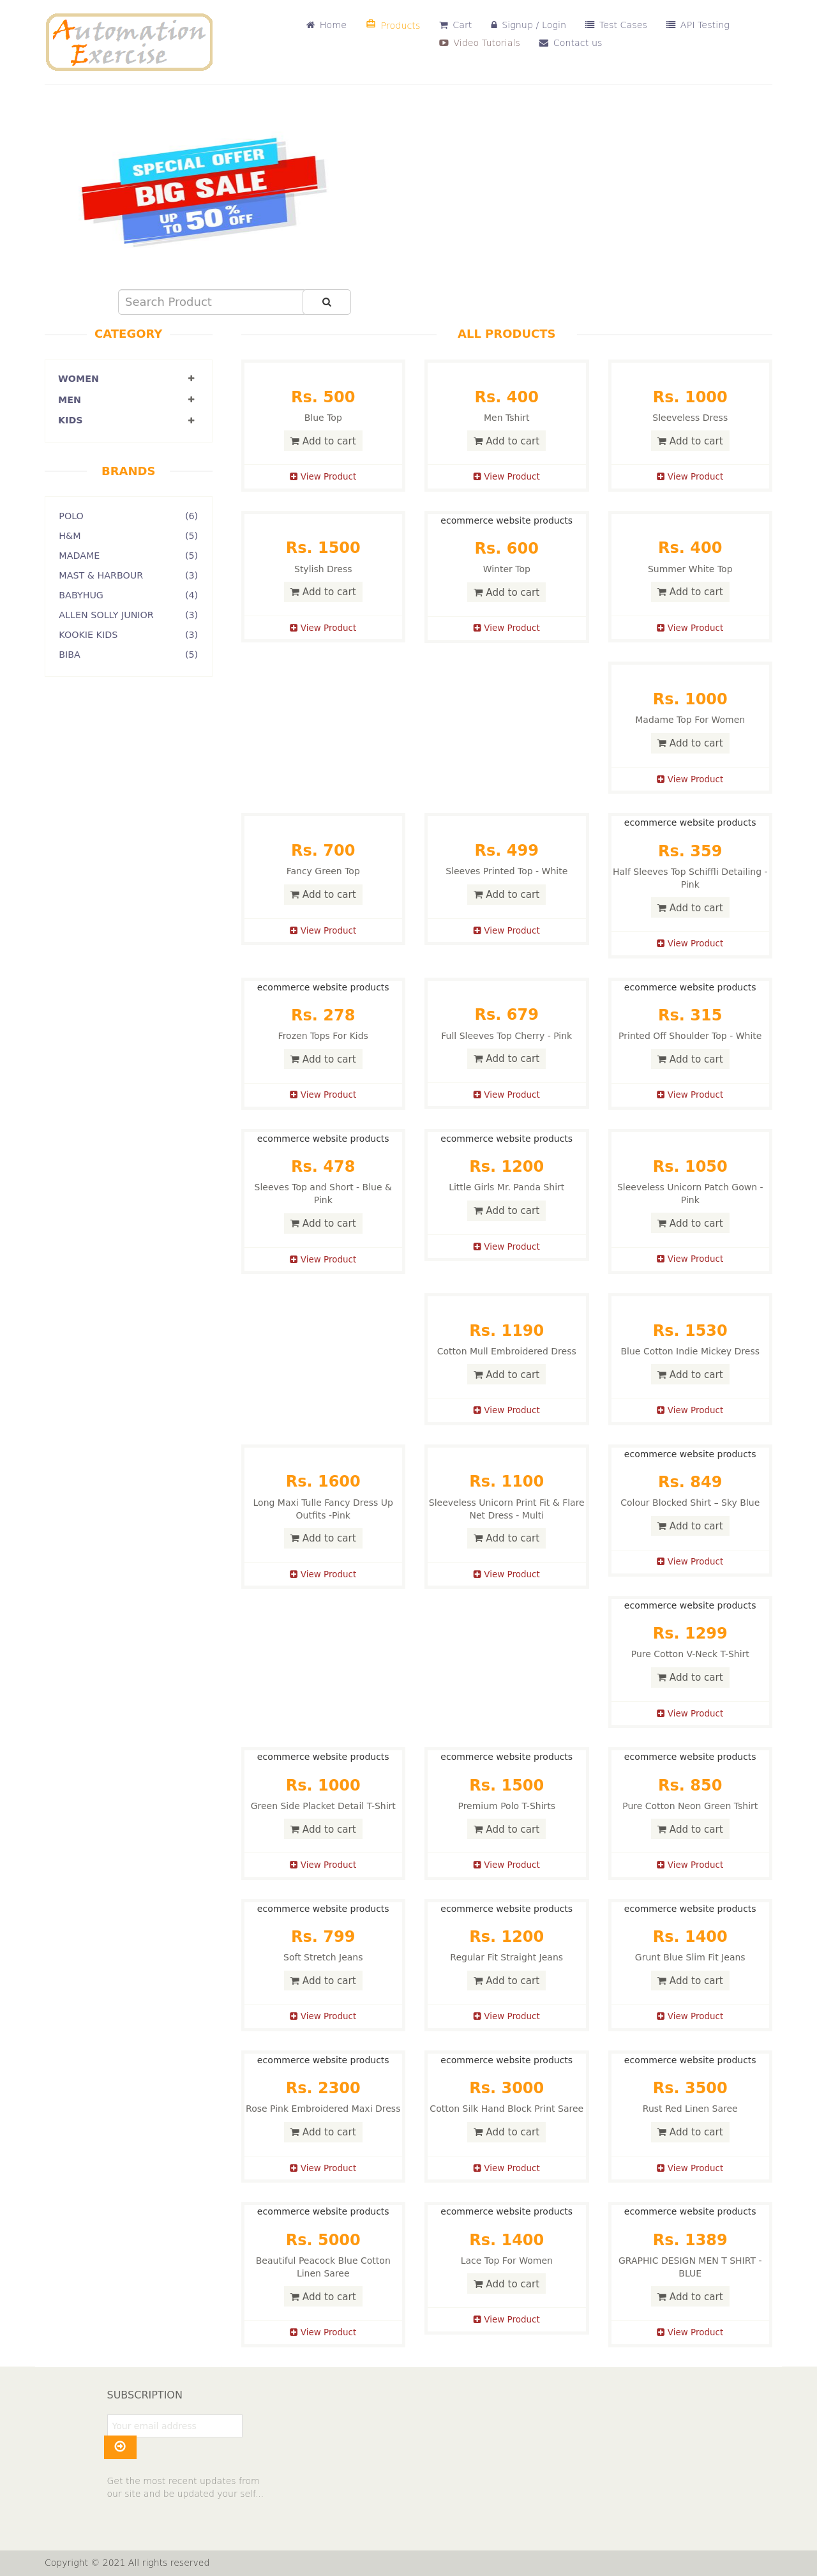 Automation
Exercise
Home Products Cart Signup / Login Test Cases API Testing
Video Tutorials Contact us
SPECIAL OFFER
BIG SALE
UP TO 50% OFF
Search Product
CATEGORY
WOMEN
MEN
KIDS
BRANDS
POLO (6)
H&M (5)
MADAME (5)
MAST & HARBOUR (3)
BABYHUG (4)
ALLEN SOLLY JUNIOR (3)
KOOKIE KIDS (3)
BIBA (5)
ALL PRODUCTS
Rs. 500
Blue Top
Add to cart
View Product
Rs. 400
Men Tshirt
Add to cart
View Product
Rs. 1000
Sleeveless Dress
Add to cart
View Product
Rs. 1500
Stylish Dress
Add to cart
View Product
ecommerce website products
Rs. 600
Winter Top
Add to cart
View Product
Rs. 400
Summer White Top
Add to cart
View Product
Rs. 1000
Madame Top For Women
Add to cart
View Product
Rs. 700
Fancy Green Top
Add to cart
View Product
Rs. 499
Sleeves Printed Top - White
Add to cart
View Product
ecommerce website products
Rs. 359
Half Sleeves Top Schiffli Detailing -
Pink
Add to cart
View Product
ecommerce website products
Rs. 278
Frozen Tops For Kids
Add to cart
View Product
Rs. 679
Full Sleeves Top Cherry - Pink
Add to cart
View Product
ecommerce website products
Rs. 315
Printed Off Shoulder Top - White
Add to cart
View Product
ecommerce website products
Rs. 478
Sleeves Top and Short - Blue &
Pink
Add to cart
View Product
ecommerce website products
Rs. 1200
Little Girls Mr. Panda Shirt
Add to cart
View Product
Rs. 1050
Sleeveless Unicorn Patch Gown -
Pink
Add to cart
View Product
Rs. 1190
Cotton Mull Embroidered Dress
Add to cart
View Product
Rs. 1530
Blue Cotton Indie Mickey Dress
Add to cart
View Product
Rs. 1600
Long Maxi Tulle Fancy Dress Up
Outfits -Pink
Add to cart
View Product
Rs. 1100
Sleeveless Unicorn Print Fit & Flare
Net Dress - Multi
Add to cart
View Product
ecommerce website products
Rs. 849
Colour Blocked Shirt – Sky Blue
Add to cart
View Product
ecommerce website products
Rs. 1299
Pure Cotton V-Neck T-Shirt
Add to cart
View Product
ecommerce website products
Rs. 1000
Green Side Placket Detail T-Shirt
Add to cart
View Product
ecommerce website products
Rs. 1500
Premium Polo T-Shirts
Add to cart
View Product
ecommerce website products
Rs. 850
Pure Cotton Neon Green Tshirt
Add to cart
View Product
ecommerce website products
Rs. 799
Soft Stretch Jeans
Add to cart
View Product
ecommerce website products
Rs. 1200
Regular Fit Straight Jeans
Add to cart
View Product
ecommerce website products
Rs. 1400
Grunt Blue Slim Fit Jeans
Add to cart
View Product
ecommerce website products
Rs. 2300
Rose Pink Embroidered Maxi Dress
Add to cart
View Product
ecommerce website products
Rs. 3000
Cotton Silk Hand Block Print Saree
Add to cart
View Product
ecommerce website products
Rs. 3500
Rust Red Linen Saree
Add to cart
View Product
ecommerce website products
Rs. 5000
Beautiful Peacock Blue Cotton
Linen Saree
Add to cart
View Product
ecommerce website products
Rs. 1400
Lace Top For Women
Add to cart
View Product
ecommerce website products
Rs. 1389
GRAPHIC DESIGN MEN T SHIRT -
BLUE
Add to cart
View Product
SUBSCRIPTION
Your email address
Get the most recent updates from
our site and be updated your self...
Copyright © 2021 All rights reserved